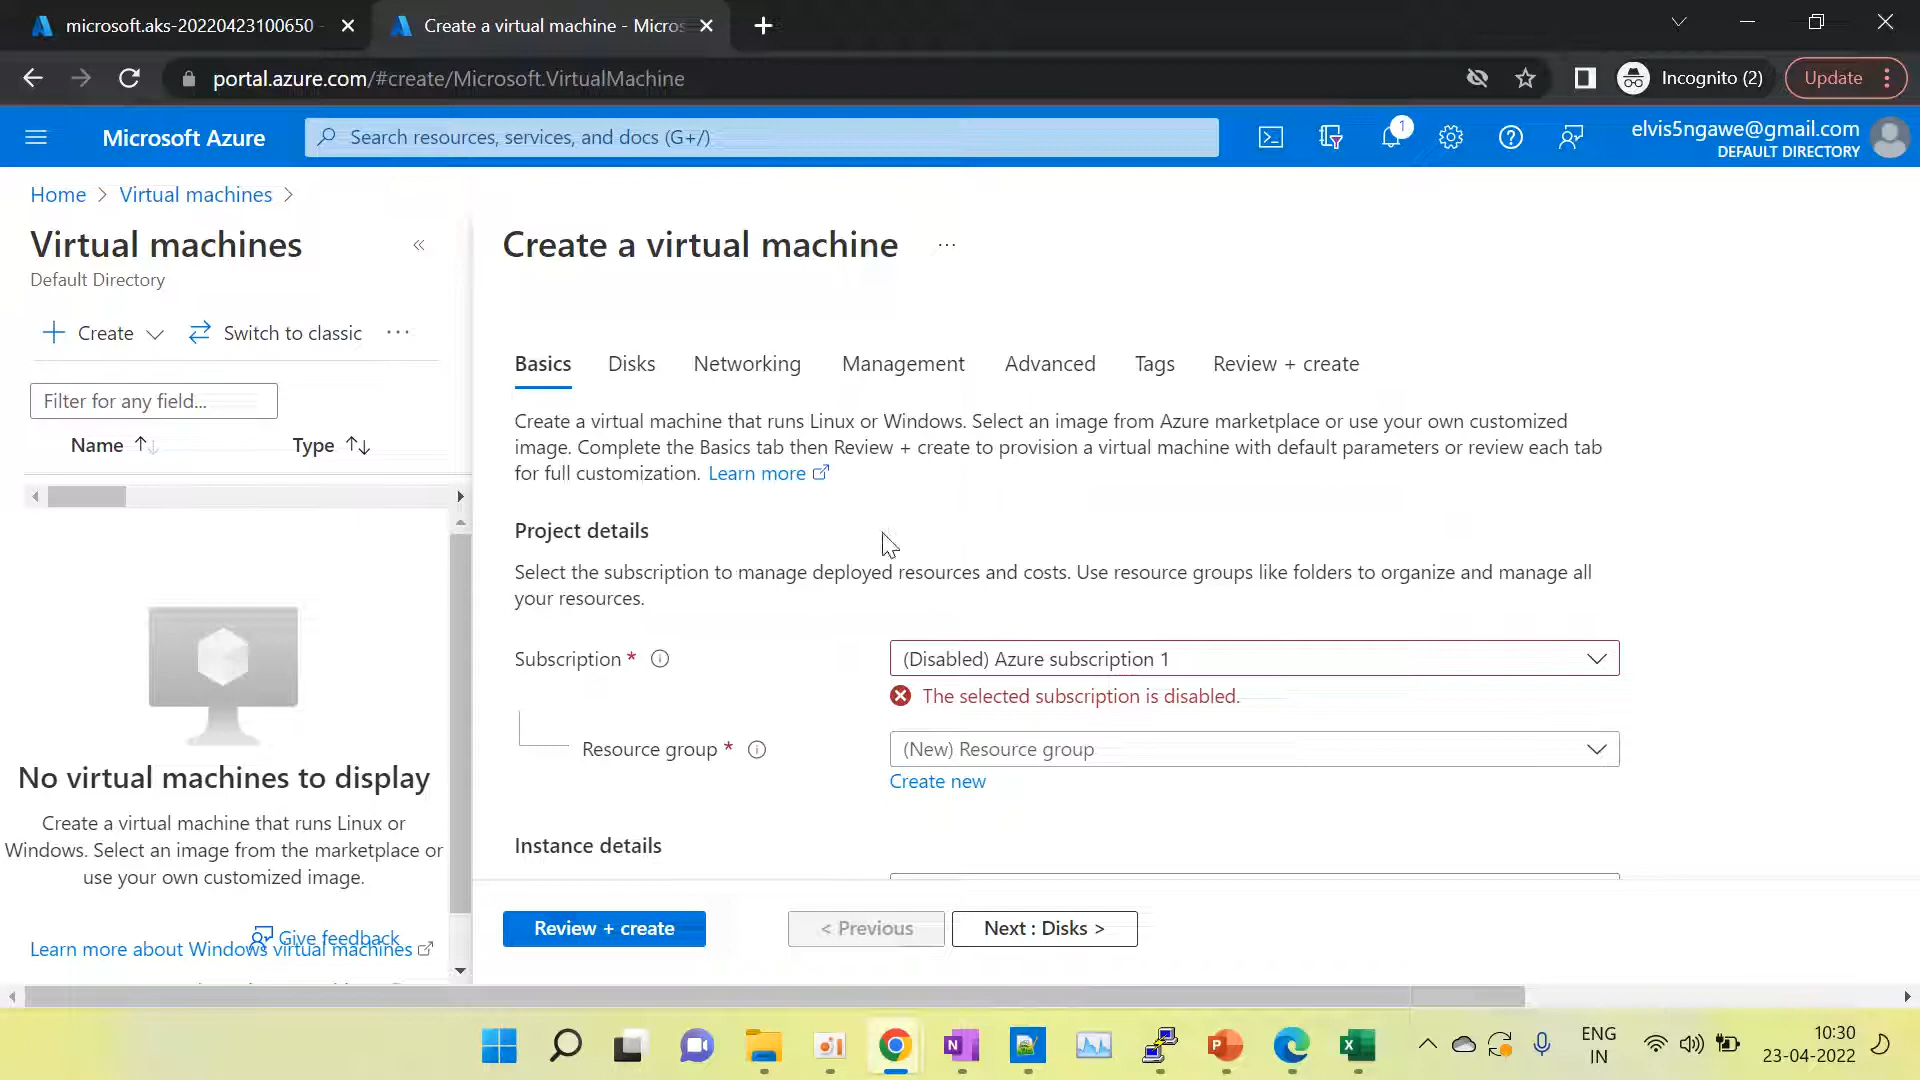 microsoft.aks-20220423100650 -
Create a virtual machine - Micros
portal.azure.com/#create/Microsoft.VirtualMachine
Incognito (2)
Update
Microsoft Azure
Search resources, services, and docs (G+/)
1
elvis5ngawe@gmail.com
DEFAULT DIRECTORY
Home > Virtual machines >
Virtual machines
Default Directory
Create
Switch to classic
Filter for any field...
Name
Type
No virtual machines to display
Create a virtual machine that runs Linux or
Windows. Select an image from the marketplace or
use your own customized image.
Give feedback
Learn more about Windows virtual machines
Create a virtual machine
Basics
Disks
Networking
Management
Advanced
Tags
Review + create
Create a virtual machine that runs Linux or Windows. Select an image from Azure marketplace or use your own customized
image. Complete the Basics tab then Review + create to provision a virtual machine with default parameters or review each tab
for full customization. Learn more
Project details
Select the subscription to manage deployed resources and costs. Use resource groups like folders to organize and manage all
your resources.
Subscription *
(Disabled) Azure subscription 1
The selected subscription is disabled.
Resource group *
(New) Resource group
Create new
Instance details
Review + create
< Previous
Next : Disks >
ENG
IN
10:30
23-04-2022